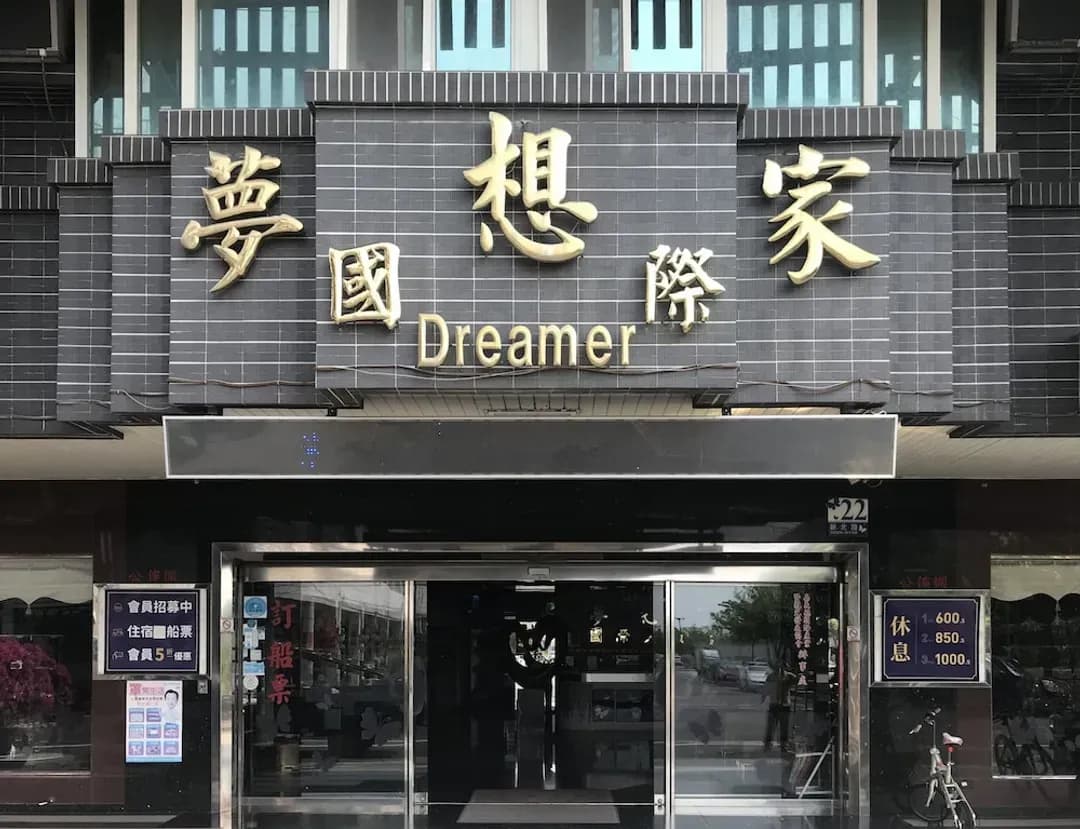 夢想家
國際
Dreamer
22
會員招募中
住宿 船票
會員5折優惠
訂船票
休息
1 600
2 850
3 1000